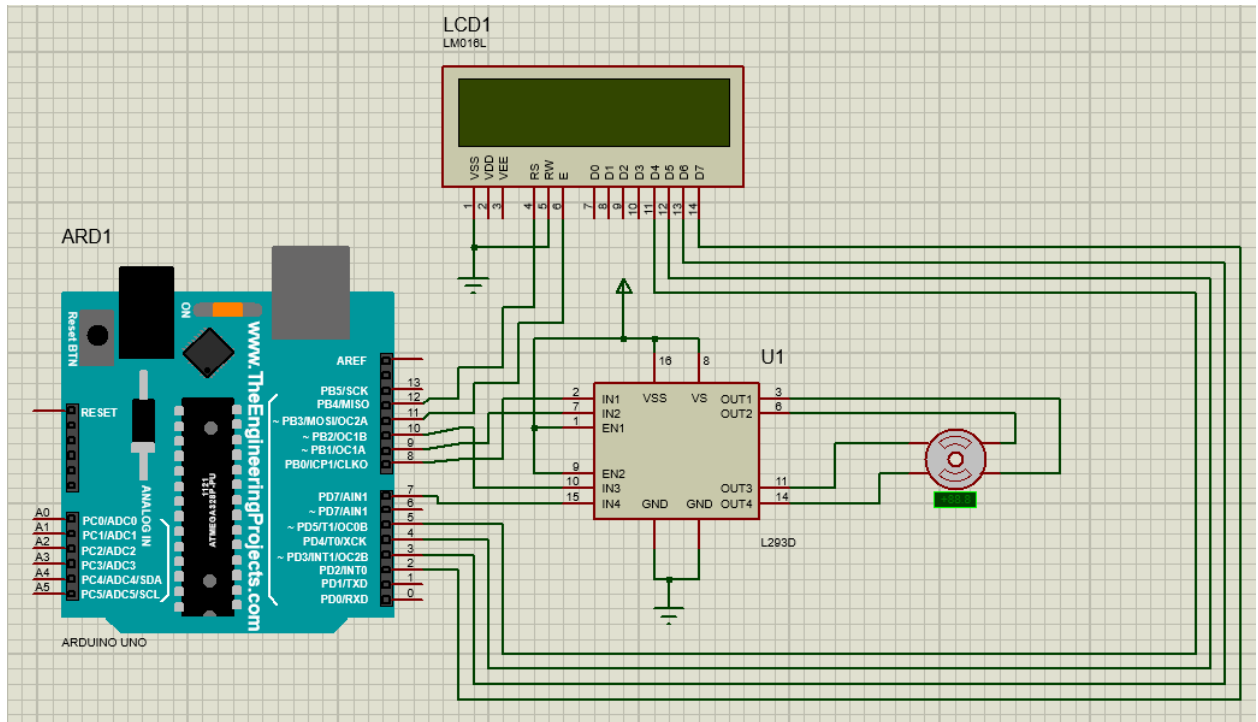 LCD1
LM016L
VSS
VDD
VEE
RS
RW
E
D0
D1
D2
D3
D4
D5
D6
D7
1
2
3
4
5
6
7
8
9
10
11
12
13
14
ARD1
Reset BTN
ON
www.TheEngineeringProjects.com
RESET
ANALOG IN
1121
ATMEGA328P-PU
A0 PC0/ADC0
A1 PC1/ADC1
A2 PC2/ADC2
A3 PC3/ADC3
A4 PC4/ADC4/SDA
A5 PC5/ADC5/SCL
AREF
PB5/SCK 13
PB4/MISO 12
~ PB3/MOSI/OC2A 11
~ PB2/OC1B 10
~ PB1/OC1A 9
PB0/ICP1/CLKO 8
PD7/AIN1 7
~ PD7/AIN1 6
~ PD5/T1/OC0B 5
PD4/T0/XCK 4
~ PD3/INT1/OC2B 3
PD2/INT0 2
PD1/TXD 1
PD0/RXD 0
ARDUINO UNO
U1
16 8
VSS VS
2 IN1 OUT1 3
7 IN2 OUT2 6
1 EN1
9 EN2
10 IN3 OUT3 11
15 IN4 OUT4 14
GND GND
L293D